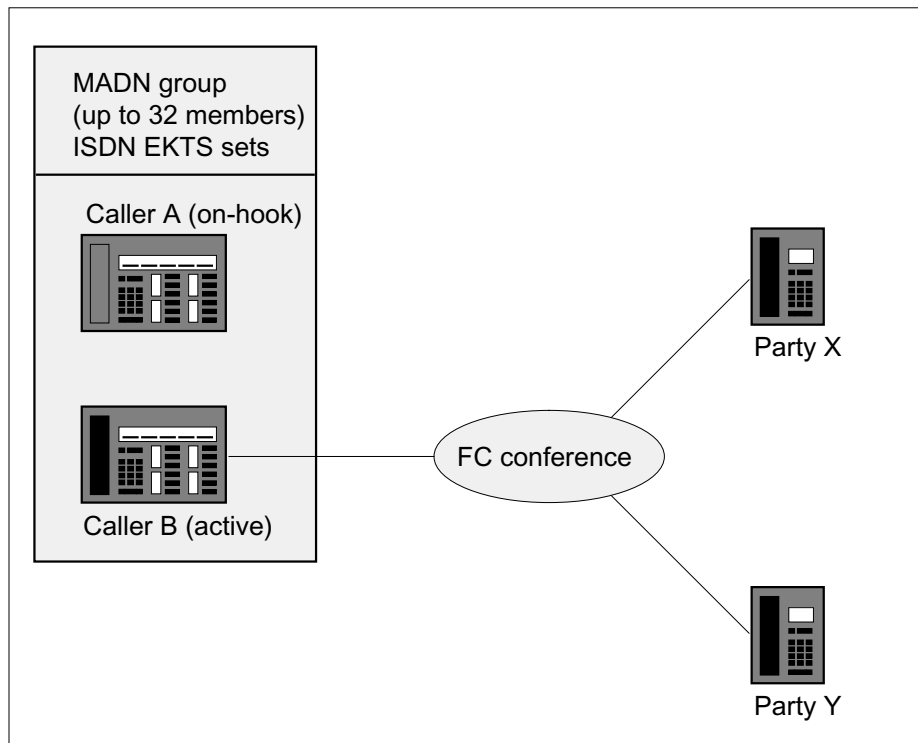 MADN group
(up to 32 members)
ISDN EKTS sets
Caller A (on-hook)
Party X
FC conference
Caller B (active)
Party Y